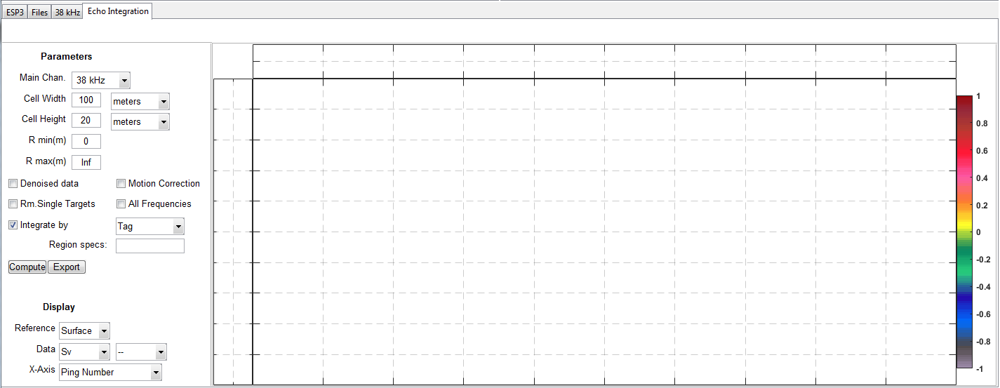 ESP3 Files 38 kHz Echo Integration
Parameters
Main Chan. 38 kHz
Cell Width 100 meters
Cell Height 20 meters
R min(m) 0
R max(m) Inf
Denoised data Motion Correction
Rm.Single Targets All Frequencies
Integrate by Tag
Region specs:
Compute Export
Display
Reference Surface
Data Sv --
X-Axis Ping Number
1
0.8
0.6
0.4
0.2
0
-0.2
-0.4
-0.6
-0.8
-1